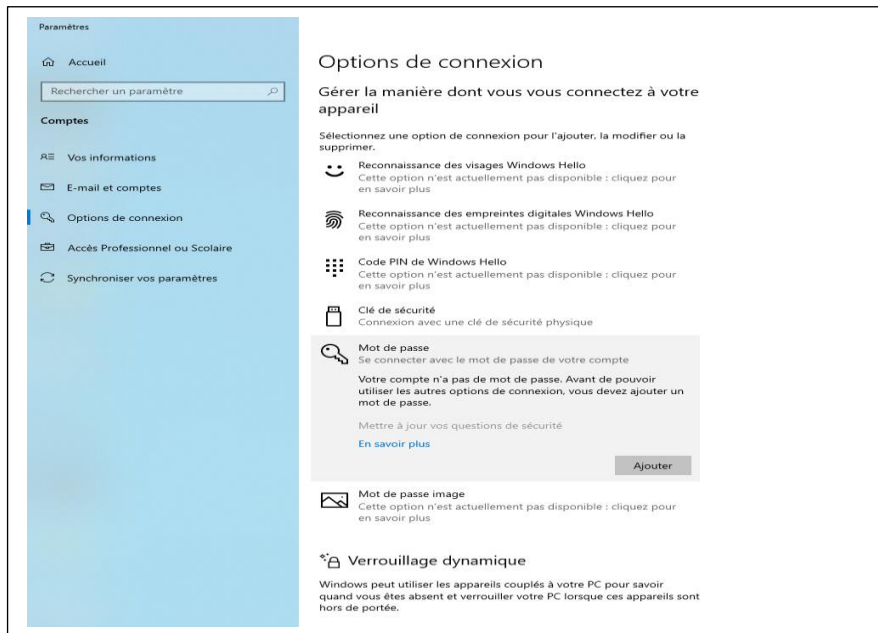 Paramètres
Accueil
Rechercher un paramètre
Comptes
Vos informations
E-mail et comptes
Options de connexion
Accès Professionnel ou Scolaire
Synchroniser vos paramètres
Options de connexion
Gérer la manière dont vous vous connectez à votre
appareil
Sélectionnez une option de connexion pour l'ajouter, la modifier ou la
supprimer.
Reconnaissance des visages Windows Hello
Cette option n'est actuellement pas disponible : cliquez pour
en savoir plus
Reconnaissance des empreintes digitales Windows Hello
Cette option n'est actuellement pas disponible : cliquez pour
en savoir plus
Code PIN de Windows Hello
Cette option n'est actuellement pas disponible : cliquez pour
en savoir plus
Clé de sécurité
Connexion avec une clé de sécurité physique
Mot de passe
Se connecter avec le mot de passe de votre compte
Votre compte n'a pas de mot de passe. Avant de pouvoir
utiliser les autres options de connexion, vous devez ajouter un
mot de passe.
Mettre à jour vos questions de sécurité
En savoir plus
Ajouter
Mot de passe image
Cette option n'est actuellement pas disponible : cliquez pour
en savoir plus
Verrouillage dynamique
Windows peut utiliser les appareils couplés à votre PC pour savoir
quand vous êtes absent et verrouiller votre PC lorsque ces appareils sont
hors de portée.